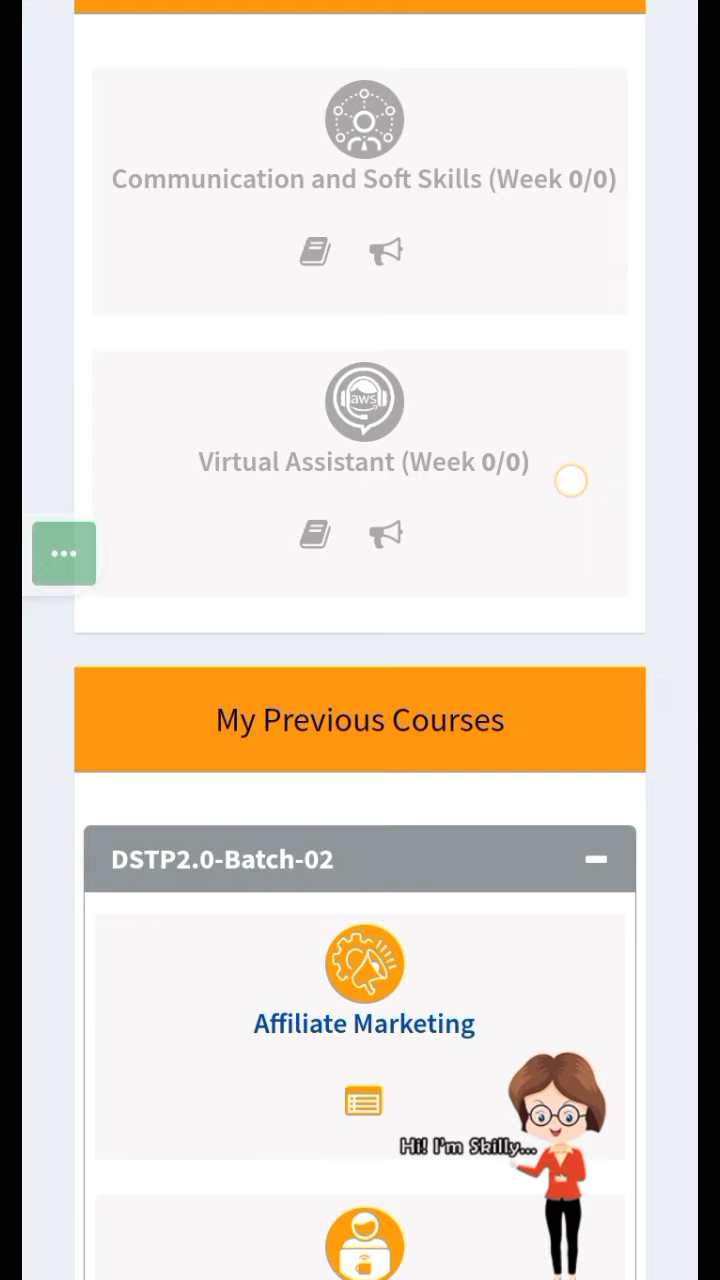 Communication and Soft Skills (Week 0/0)
aws
Virtual Assistant (Week 0/0)
My Previous Courses
DSTP2.0-Batch-02
Affiliate Marketing
Hi! I'm Skilly...